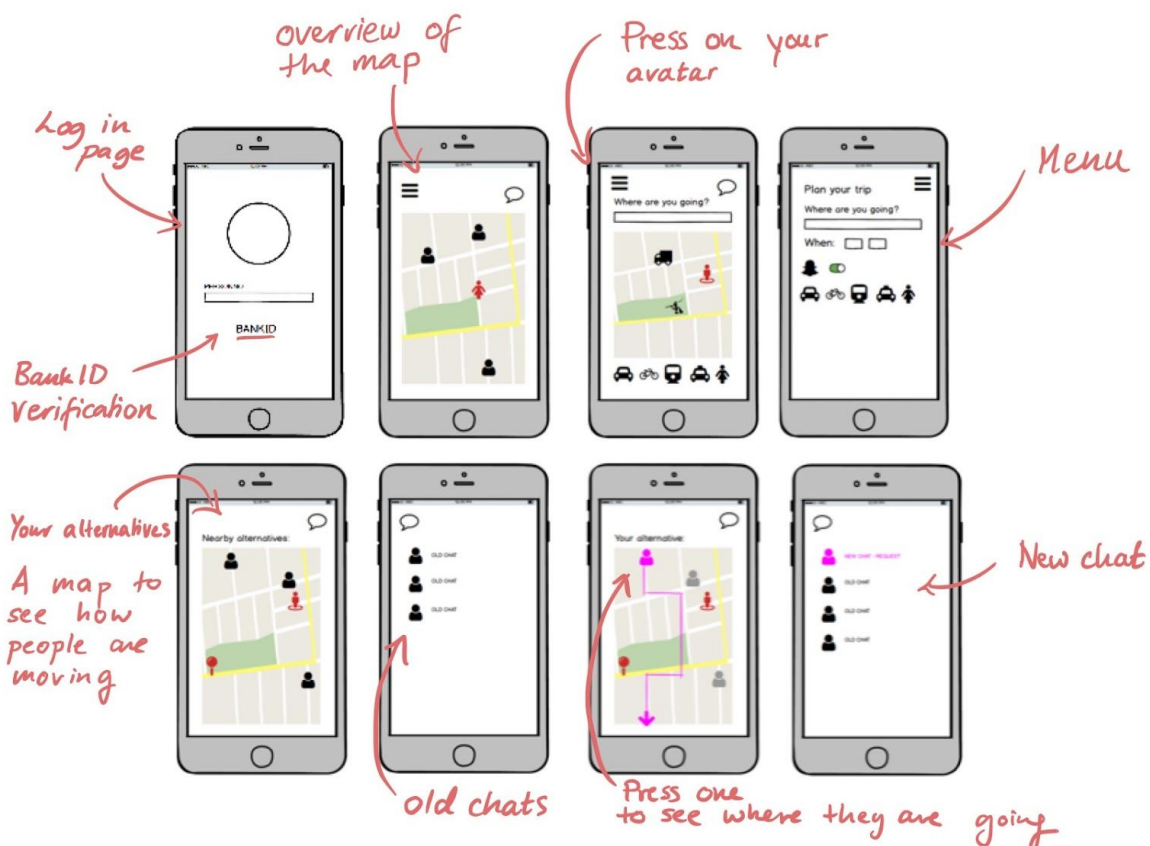 overview of
the map
Press on your
avatar
Log in
page
Menu
PERSONNO
BANKID
Where are you going?
Plan your trip
Where are you going?
When:
BankID
Verification
Your alternatives
A map to
see how
people are
moving
Nearby alternatives:
OLD CHAT
OLD CHAT
OLD CHAT
Your alternative:
NEW CHAT - REQUEST
OLD CHAT
OLD CHAT
OLD CHAT
New chat
old chats
Press one
to see where they are going